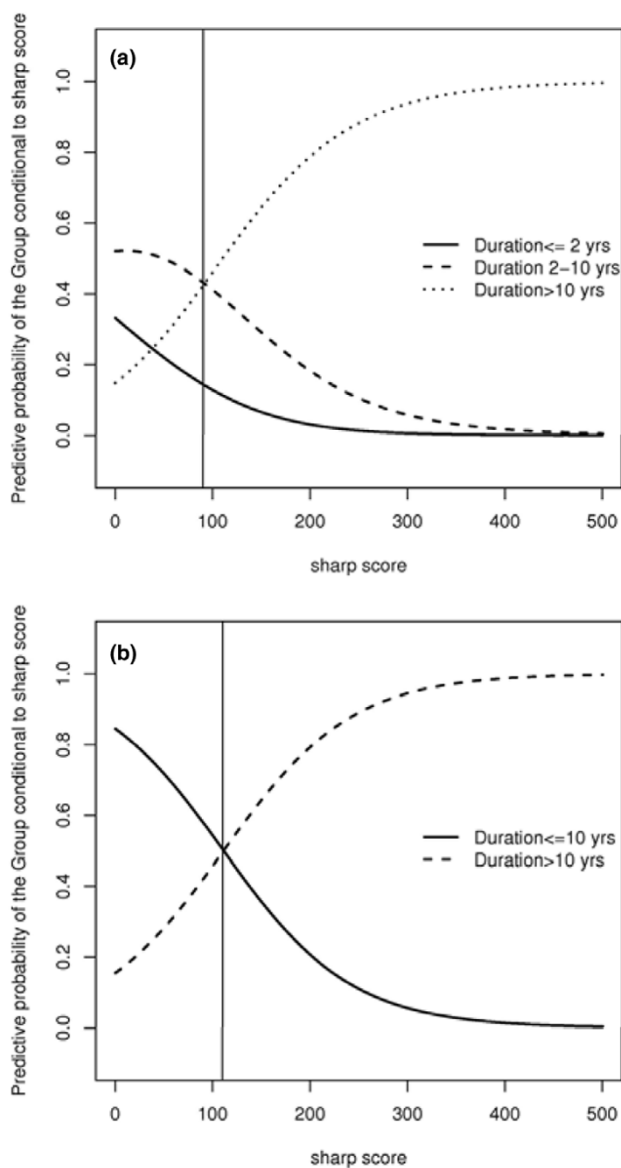 (a)
Predictive probability of the Group conditional to sharp score
1.0
0.8
0.6
0.4
0.2
0.0
Duration<= 2 yrs
Duration 2−10 yrs
Duration>10 yrs
0 100 200 300 400 500
sharp score
(b)
Predictive probability of the Group conditional to sharp score
1.0
0.8
0.6
0.4
0.2
0.0
Duration<=10 yrs
Duration>10 yrs
0 100 200 300 400 500
sharp score